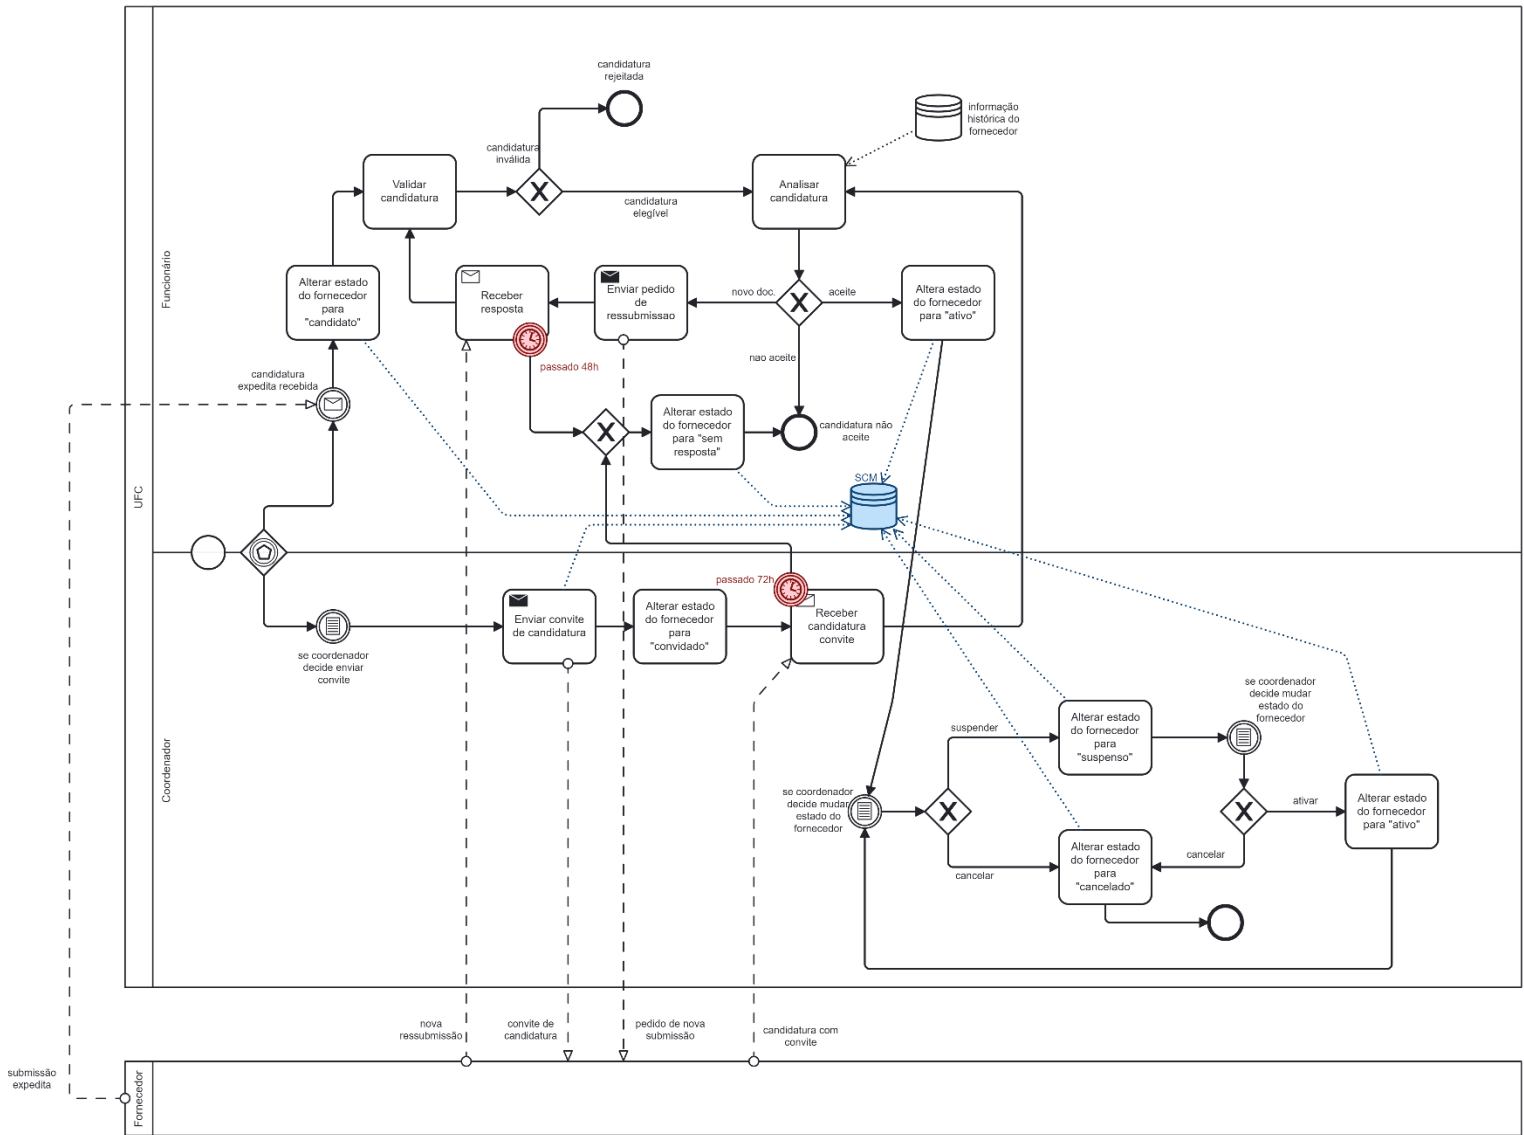 candidatura
rejeitada
informação
histórica do
fornecedor
candidatura
inválida
Validar
candidatura
Analisar
candidatura
candidatura
elegível
Funcionário
Alterar estado
do fornecedor
para
"candidato"
Receber
resposta
Enviar pedido
de
ressubmissao
novo doc.
aceite
Altera estado
do fornecedor
para "ativo"
nao aceite
passado 48h
candidatura
expedita recebida
Alterar estado
do fornecedor
para "sem
resposta"
candidatura não
aceite
SCM
UFC
passado 72h
Enviar convite
de candidatura
Alterar estado
do fornecedor
para
"convidado"
Receber
candidatura
convite
se coordenador
decide enviar
convite
Coordenador
se coordenador
decide mudar
estado do
fornecedor
suspender
Alterar estado
do fornecedor
para
"suspenso"
se coordenador
decide mudar
estado do
fornecedor
ativar
Alterar estado
do fornecedor
para "ativo"
cancelar
Alterar estado
do fornecedor
para
"cancelado"
cancelar
nova
ressubmissão
convite de
candidatura
pedido de nova
submissão
candidatura com
convite
submissão
expedita
Fornecedor